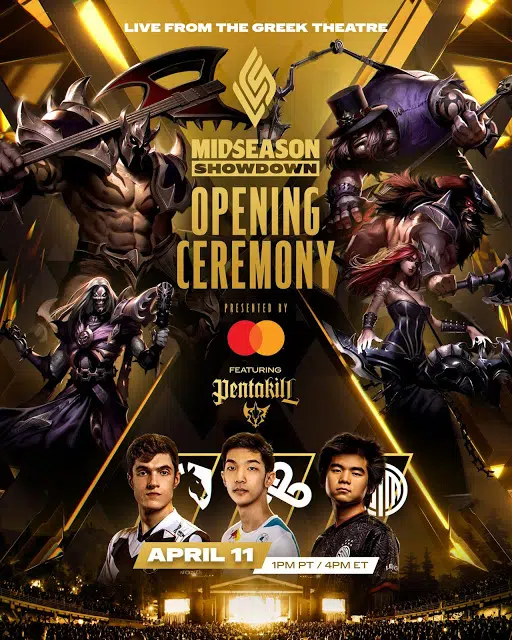 LIVE FROM THE GREEK THEATRE
MIDSEASON
SHOWDOWN
OPENING
CEREMONY
PRESENTED BY
FEATURING
Pentakill
TSM
APRIL 11
1PM PT / 4PM ET